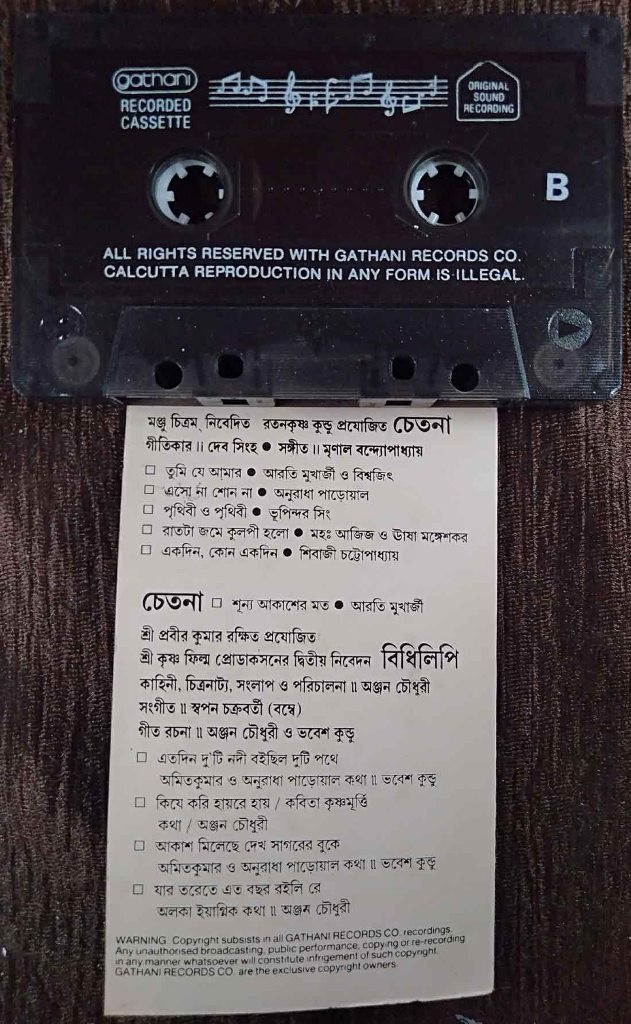 gathani
RECORDED
CASSETTE
ORIGINAL
SOUND
RECORDING
B
ALL RIGHTS RESERVED WITH GATHANI RECORDS CO.
CALCUTTA REPRODUCTION IN ANY FORM IS ILLEGAL.
মঞ্জু চিত্রম্ নিবেদিত রতনকৃষ্ণ কুন্ডু প্রযোজিত চেতনা
গীতিকার ॥ দেব সিংহ ● সঙ্গীত ॥ মৃণাল বন্দ্যোপাধ্যায়
□ তুমি যে আমার ● আরতি মুখার্জী ও বিশ্বজিৎ
□ এসো না শোন না ● অনুরাধা পাড়োয়াল
□ পৃথিবী ও পৃথিবী ● ভূপিন্দর সিং
□ রাতটা জমে কুলপী হলো ● মহঃ আজিজ ও ঊষা মঙ্গেশকর
□ একদিন, কোন একদিন ● শিবাজী চট্টোপাধ্যায়
চেতনা □ শূন্য আকাশের মত ● আরতি মুখার্জী
শ্রী প্রবীর কুমার রক্ষিত প্রযোজিত
শ্রী কৃষ্ণ ফিল্ম প্রোডাকসনের দ্বিতীয় নিবেদন বিধিলিপি
কাহিনী, চিত্রনাট্য, সংলাপ ও পরিচালনা ॥ অঞ্জন চৌধুরী
সংগীত ॥ স্বপন চক্রবর্তী (বম্বে)
গীত রচনা ॥ অঞ্জন চৌধুরী ও ভবেশ কুন্ডু
□ এতদিন দু'টি নদী বইছিল দুটি পথে
অমিতকুমার ও অনুরাধা পাড়োয়াল কথা ॥ ভবেশ কুন্ডু
□ কিযে করি হায়রে হায় / কবিতা কৃষ্ণমূর্ত্তি
কথা / অঞ্জন চৌধুরী
□ আকাশ মিলেছে দেখ সাগরের বুকে
অমিতকুমার ও অনুরাধা পাড়োয়াল কথা ॥ ভবেশ কুন্ডু
□ যার তরেতে এত বছর রইলি রে
অলকা ইয়াগ্নিক কথা ॥ অঞ্জন চৌধুরী
WARNING Copyright subsists in all GATHANI RECORDS CO. recordings.
Any unauthorised broadcasting, public performance, copying or re-recording
in any manner whatsoever will constitute infrigement of such copyright.
GATHANI RECORDS CO. are the exclusive copyright owners